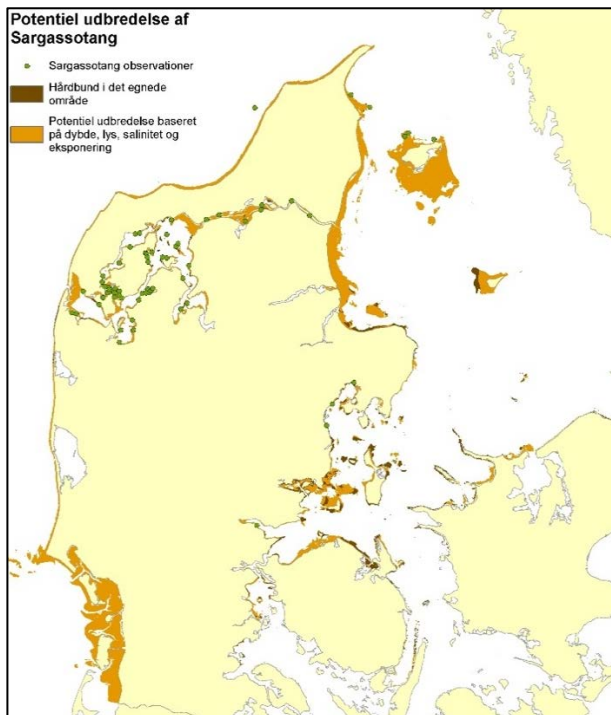 Potentiel udbredelse af
Sargassotang
Sargassotang observationer
Hårdbund i det egnede
område
Potentiel udbredelse baseret
på dybde, lys, salinitet og
eksponering